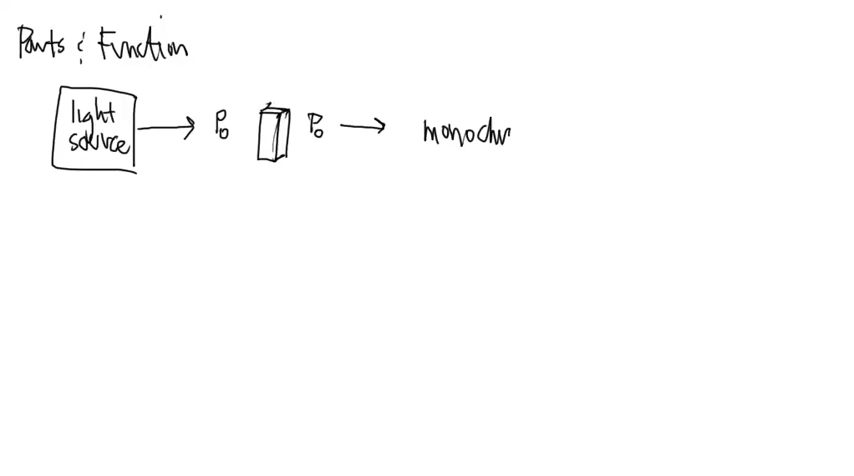 Parts & Function
light
source
P₀
P₀
monochr